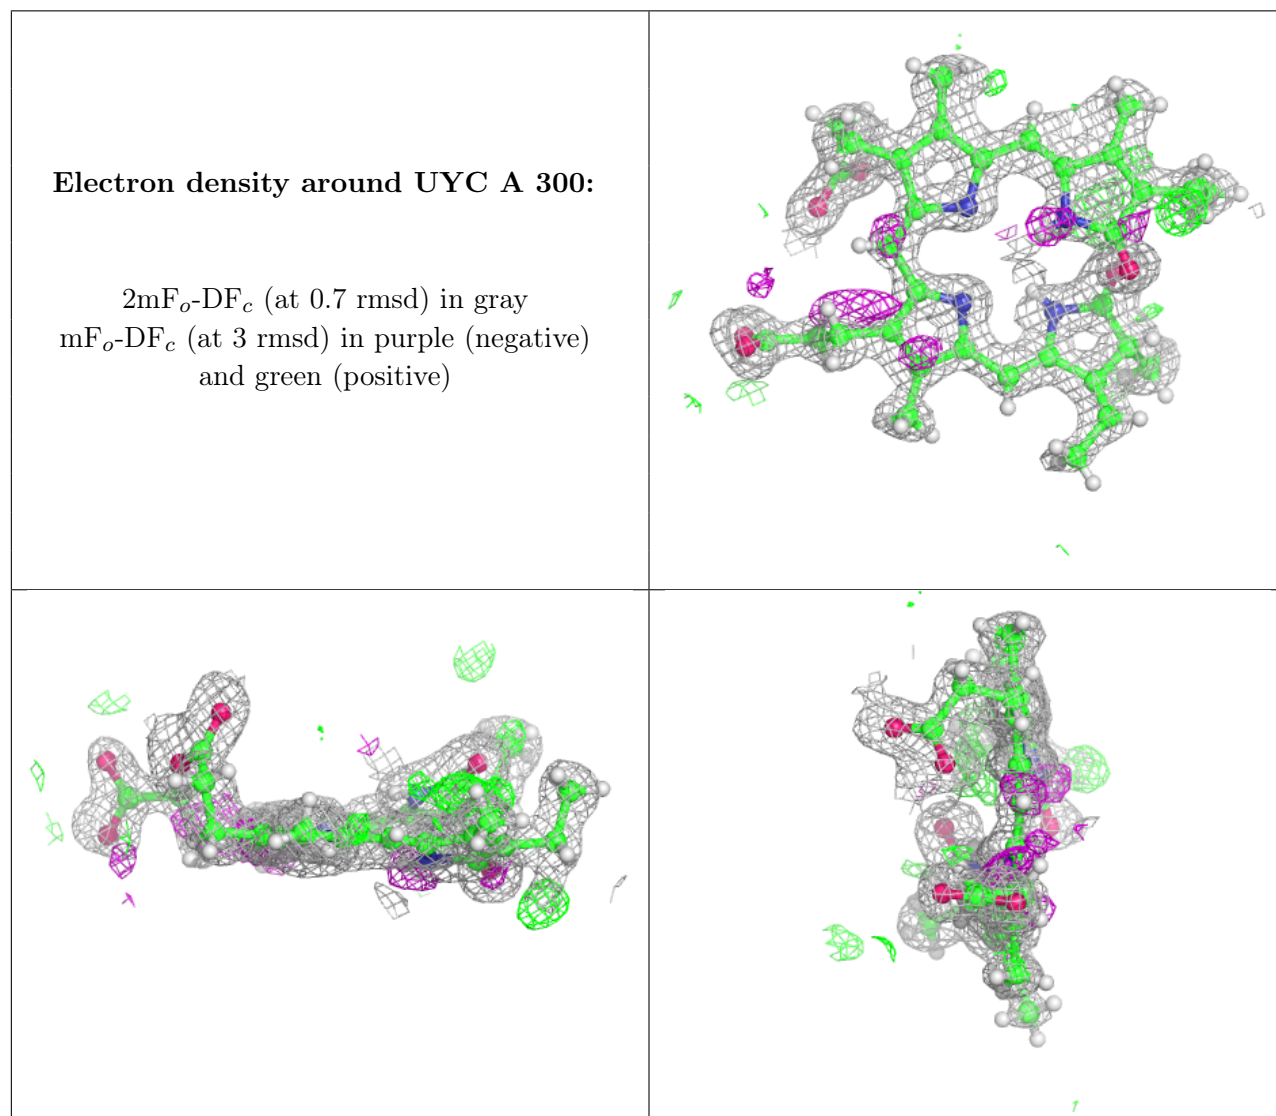 Electron density around UYC A 300:
2mFo-DFc (at 0.7 rmsd) in gray
mFo-DFc (at 3 rmsd) in purple (negative)
and green (positive)